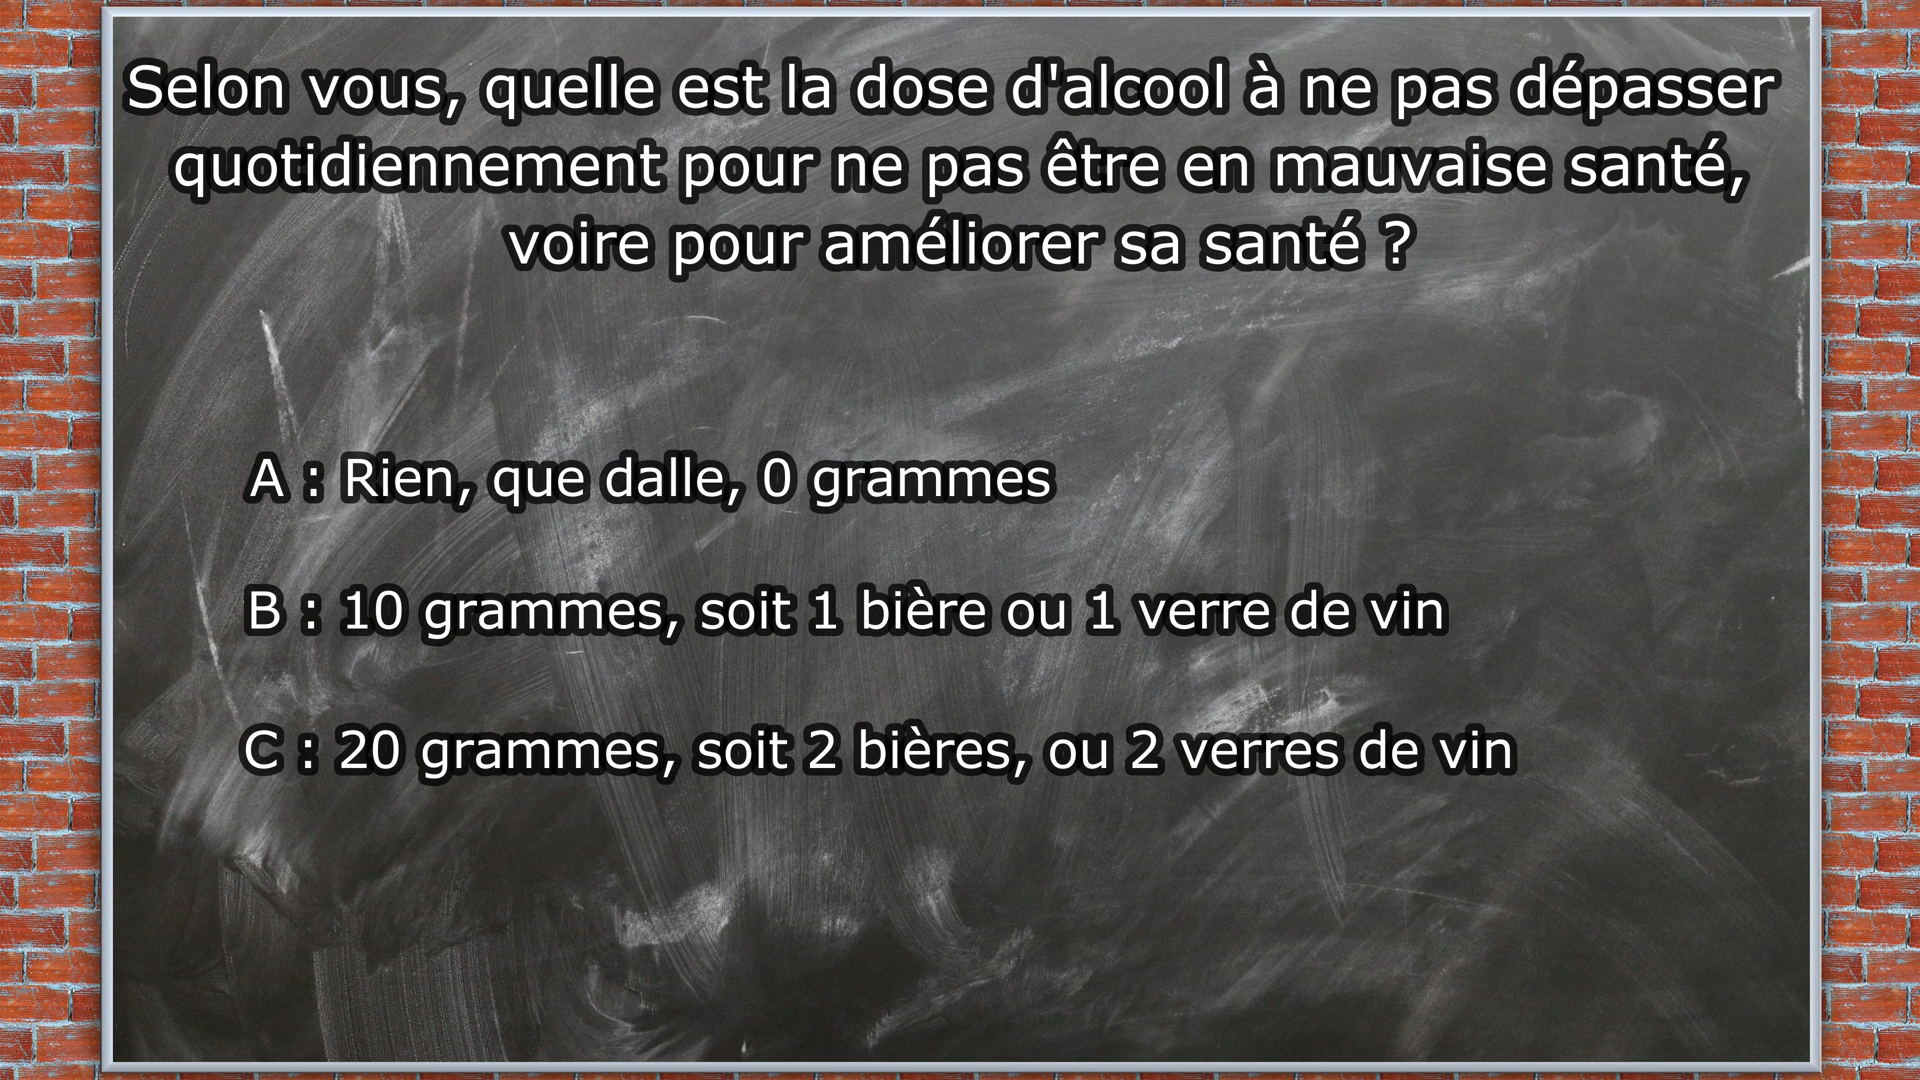 Selon vous, quelle est la dose d'alcool à ne pas dépasser
quotidiennement pour ne pas être en mauvaise santé,
voire pour améliorer sa santé ?
A : Rien, que dalle, 0 grammes
B : 10 grammes, soit 1 bière ou 1 verre de vin
C : 20 grammes, soit 2 bières, ou 2 verres de vin